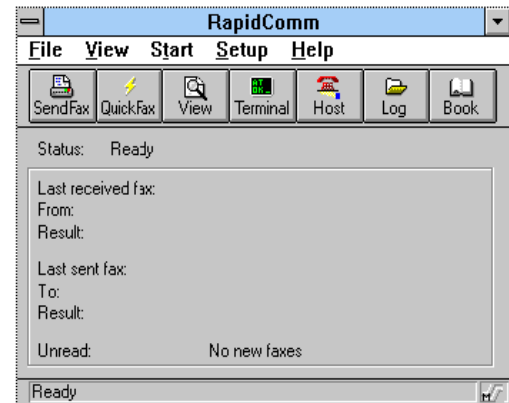 RapidComm
File View Start Setup Help
SendFax QuickFax View Terminal Host Log Book
Status: Ready
Last received fax:
From:
Result:
Last sent fax:
To:
Result:
Unread: No new faxes
Ready